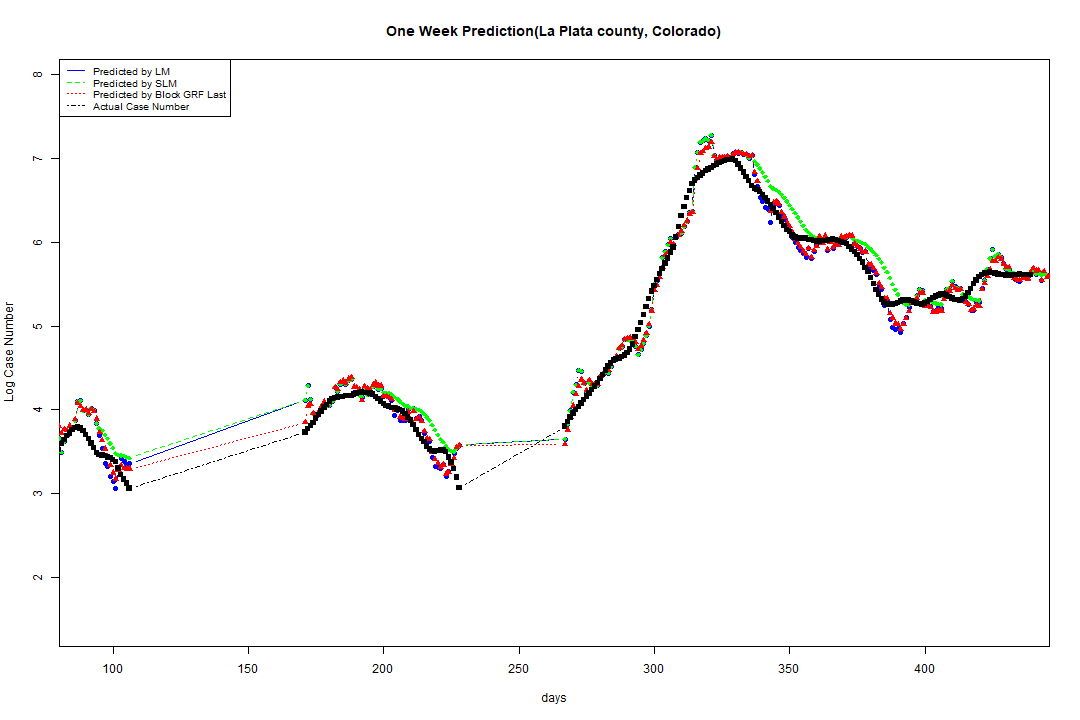 One Week Prediction(La Plata county, Colorado)
Predicted by LM
Predicted by SLM
Predicted by Block GRF Last
Actual Case Number
8
7
6
5
4
3
2
Log Case Number
100 150 200 250 300 350 400
days